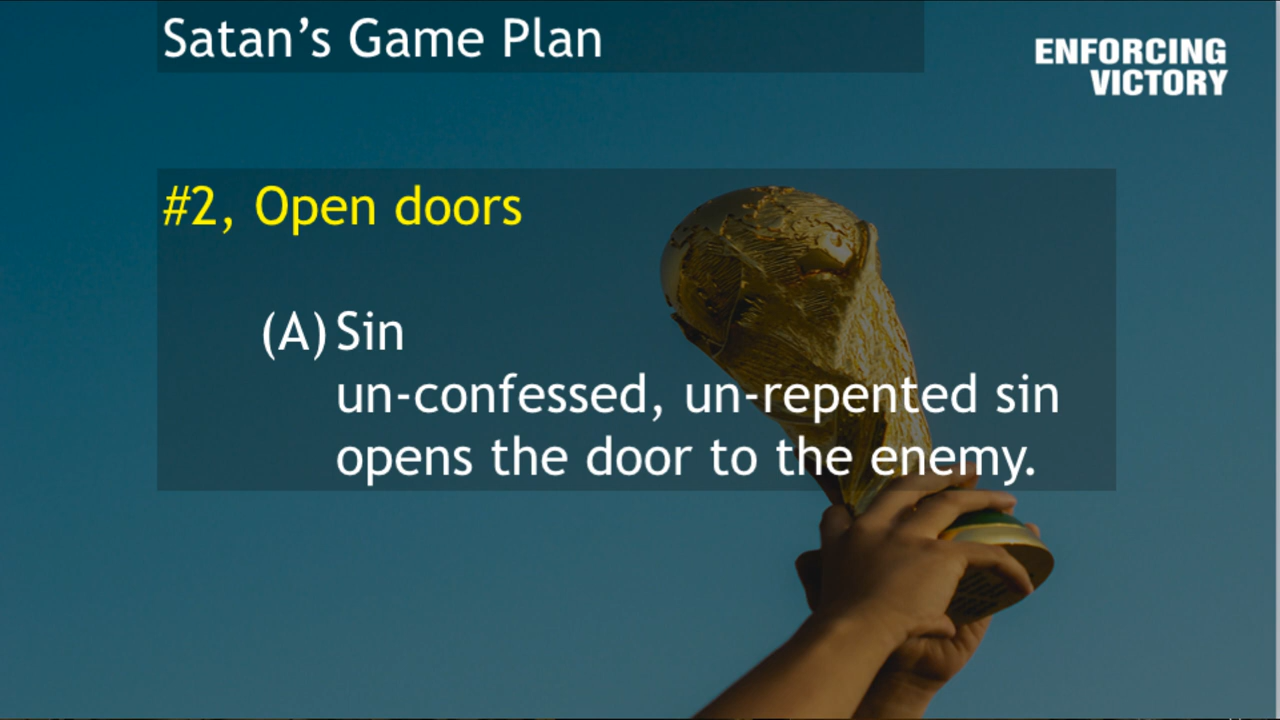 Satan’s Game Plan
ENFORCING
VICTORY
#2, Open doors
(A) Sin
un-confessed, un-repented sin
opens the door to the enemy.